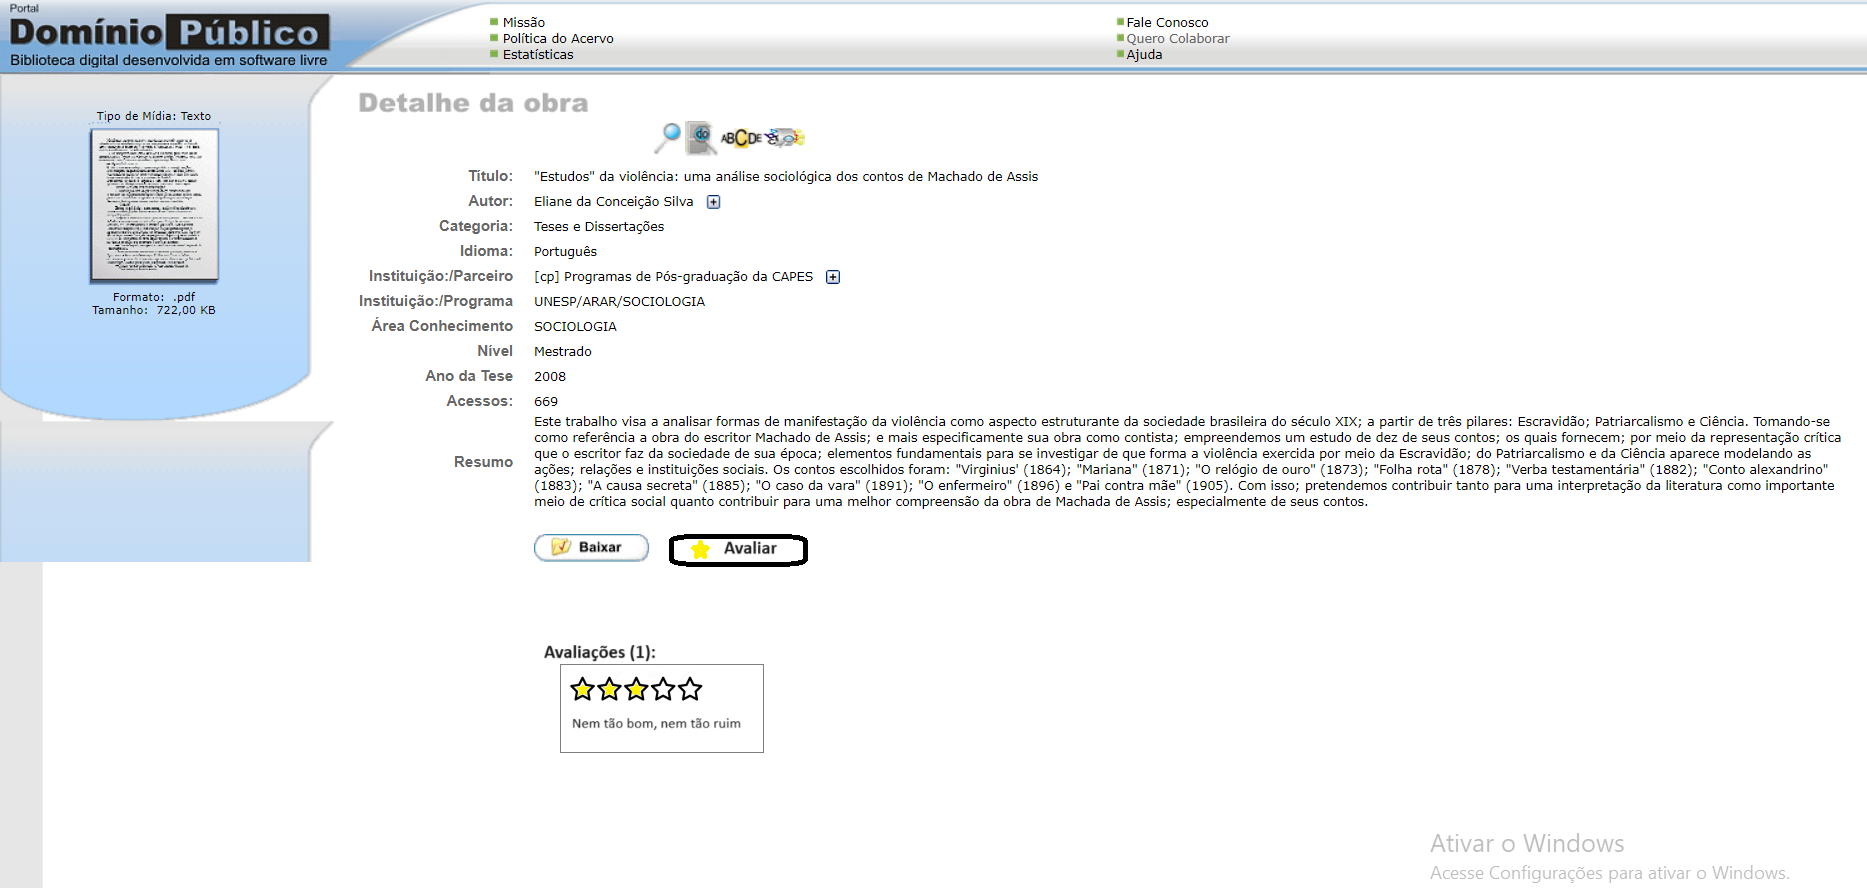 Portal
Domínio Público
Biblioteca digital desenvolvida em software livre
Missão
Política do Acervo
Estatísticas
Fale Conosco
Quero Colaborar
Ajuda
Tipo de Mídia: Texto
Formato: .pdf
Tamanho: 722,00 KB
Detalhe da obra
do
ABCDE
Título: "Estudos" da violência: uma análise sociológica dos contos de Machado de Assis
Autor: Eliane da Conceição Silva
Categoria: Teses e Dissertações
Idioma: Português
Instituição:/Parceiro [cp] Programas de Pós-graduação da CAPES
Instituição:/Programa UNESP/ARAR/SOCIOLOGIA
Área Conhecimento SOCIOLOGIA
Nível Mestrado
Ano da Tese 2008
Acessos: 669
Resumo
Este trabalho visa a analisar formas de manifestação da violência como aspecto estruturante da sociedade brasileira do século XIX; a partir de três pilares: Escravidão; Patriarcalismo e Ciência. Tomando-se
como referência a obra do escritor Machado de Assis; e mais especificamente sua obra como contista; empreendemos um estudo de dez de seus contos; os quais fornecem; por meio da representação crítica
que o escritor faz da sociedade de sua época; elementos fundamentais para se investigar de que forma a violência exercida por meio da Escravidão; do Patriarcalismo e da Ciência aparece modelando as
ações; relações e instituições sociais. Os contos escolhidos foram: "Virginius' (1864); "Mariana" (1871); "O relógio de ouro" (1873); "Folha rota" (1878); "Verba testamentária" (1882); "Conto alexandrino"
(1883); "A causa secreta" (1885); "O caso da vara" (1891); "O enfermeiro" (1896) e "Pai contra mãe" (1905). Com isso; pretendemos contribuir tanto para uma interpretação da literatura como importante
meio de crítica social quanto contribuir para uma melhor compreensão da obra de Machada de Assis; especialmente de seus contos.
Baixar
Avaliar
Avaliações (1):
Nem tão bom, nem tão ruim
Ativar o Windows
Acesse Configurações para ativar o Windows.